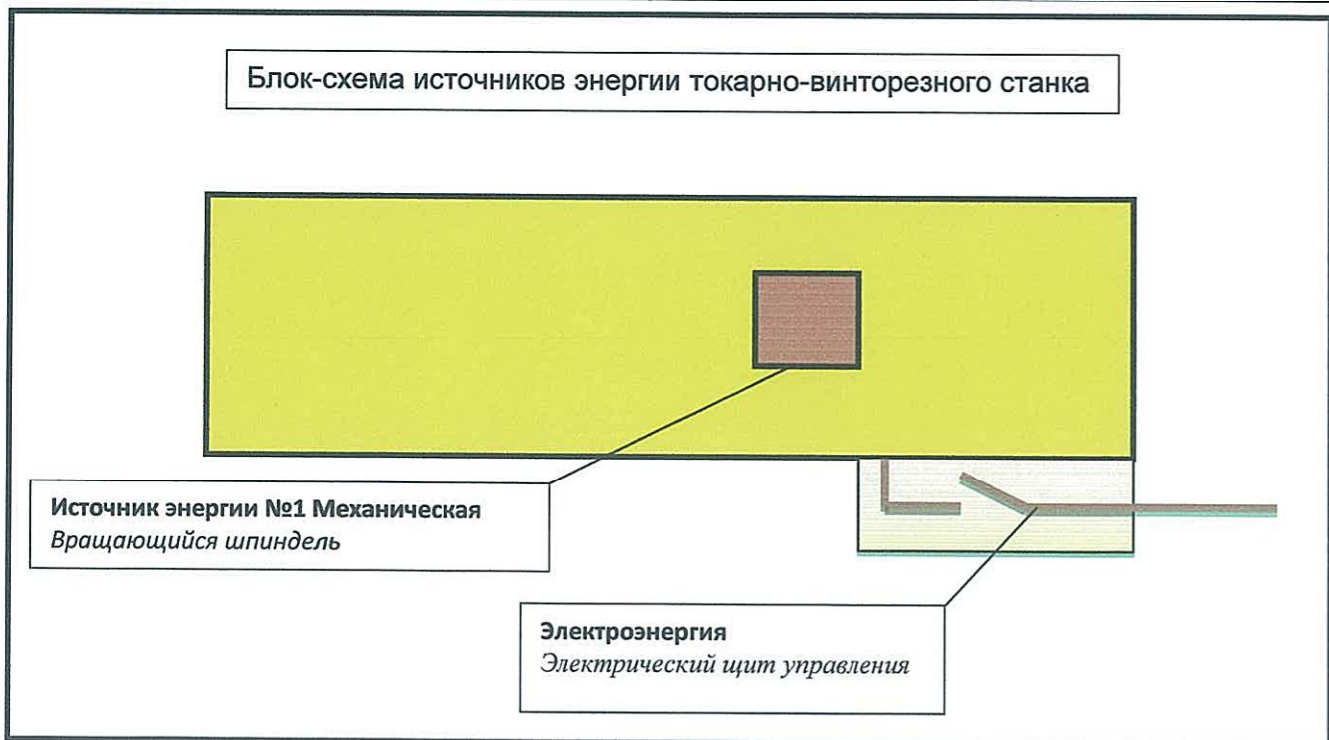 Блок-схема источников энергии токарно-винторезного станка
Источник энергии №1 Механическая
Вращающийся шпиндель
Электроэнергия
Электрический щит управления